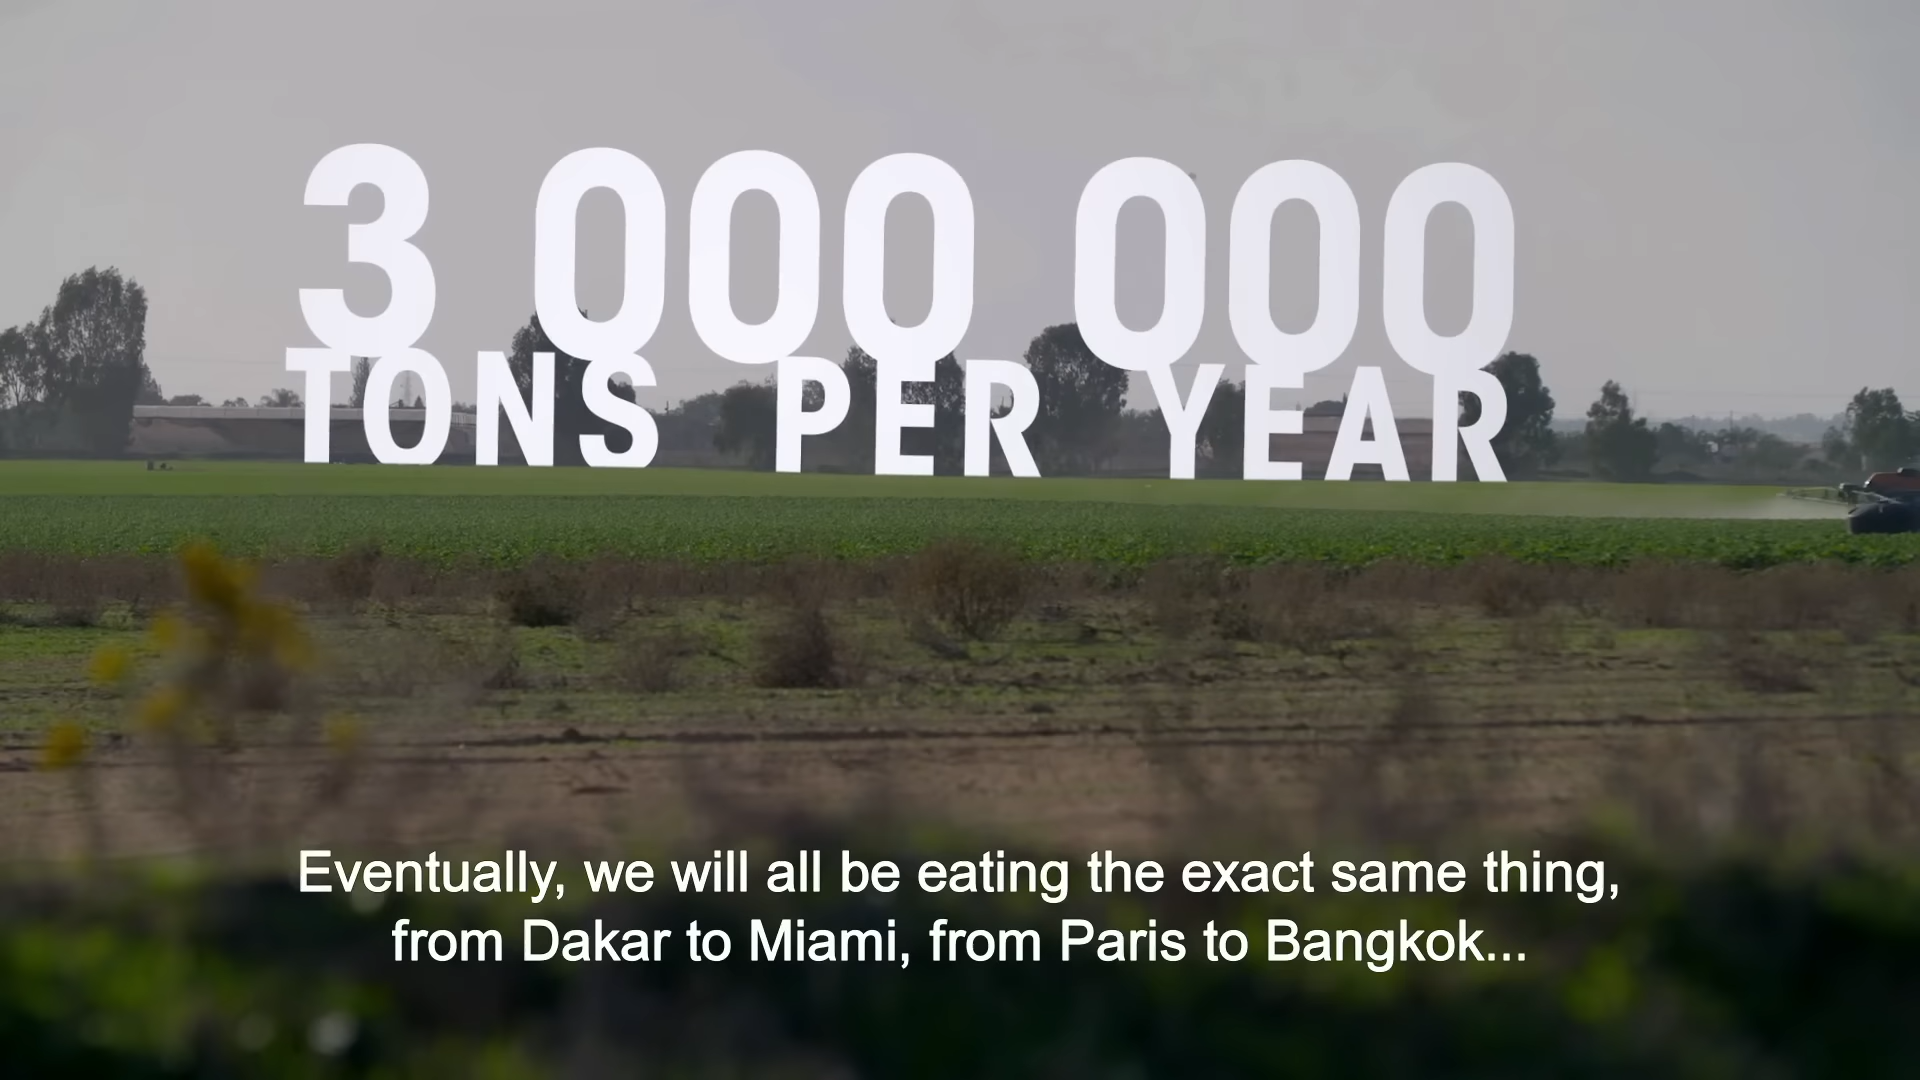 3 000 000
TONS PER YEAR
Eventually, we will all be eating the exact same thing,
from Dakar to Miami, from Paris to Bangkok...